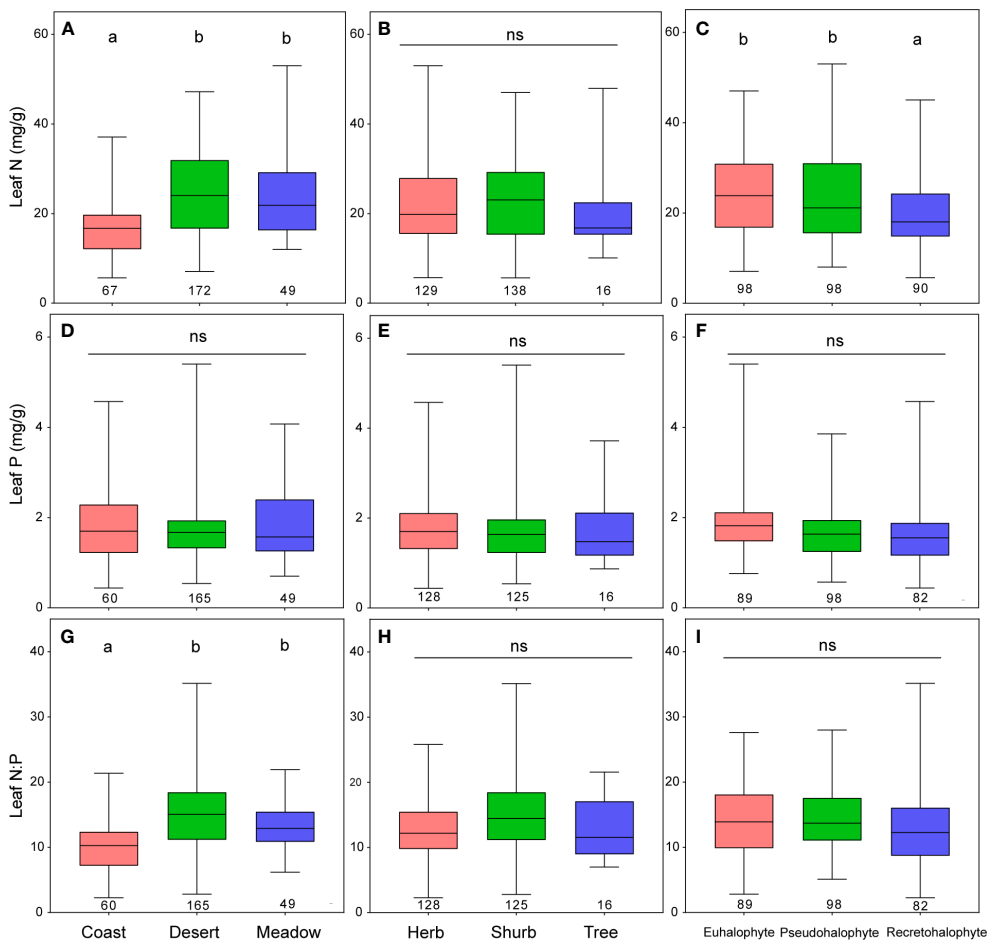 A a b b
B ns
C b b a
60
40
20
0
60
40
20
0
60
40
20
0
Leaf N (mg/g)
67 172 49
129 138 16
98 98 90
D ns
E ns
F ns
6
4
2
0
6
4
2
0
6
4
2
0
Leaf P (mg/g)
60 165 49
128 125 16
89 98 82
G a b b
H ns
I ns
40
30
20
10
0
40
30
20
10
0
40
30
20
10
0
Leaf N:P
60 165 49
128 125 16
89 98 82
Coast Desert Meadow
Herb Shurb Tree
Euhalophyte Pseudohalophyte Recretohalophyte